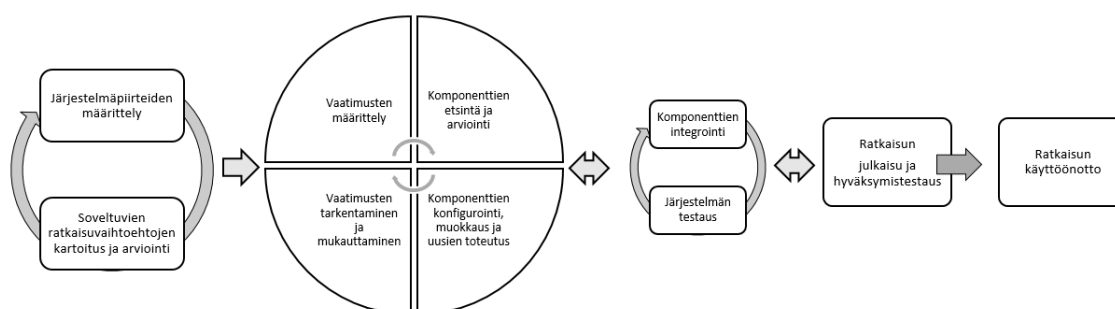 Järjestelmäpiirteiden
määrittely
Soveltuvien
ratkaisuvaihtoehtojen
kartoitus ja arviointi
Vaatimusten
määrittely
Komponenttien
etsintä ja
arviointi
Vaatimusten
tarkentaminen
ja
mukauttaminen
Komponenttien
konfigurointi,
muokkaus ja
uusien toteutus
Komponenttien
integrointi
Järjestelmän
testaus
Ratkaisun
julkaisu ja
hyväksymistestaus
Ratkaisun
käyttöönotto